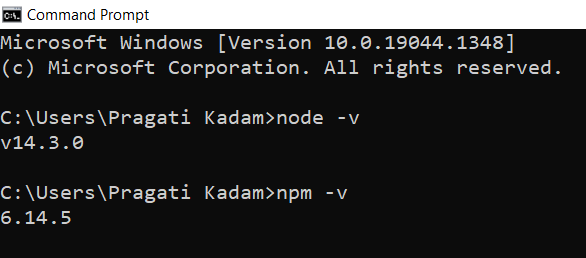 Command Prompt
Microsoft Windows [Version 10.0.19044.1348]
(c) Microsoft Corporation. All rights reserved.
C:\Users\Pragati Kadam>node -v
v14.3.0
C:\Users\Pragati Kadam>npm -v
6.14.5